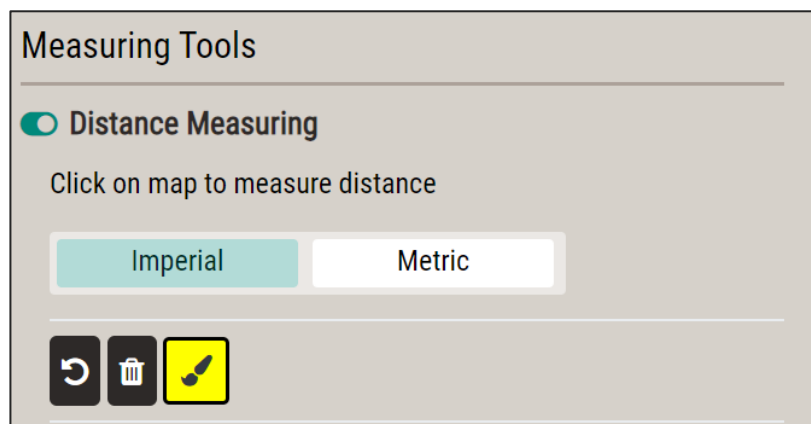 Measuring Tools
Distance Measuring
Click on map to measure distance
Imperial Metric